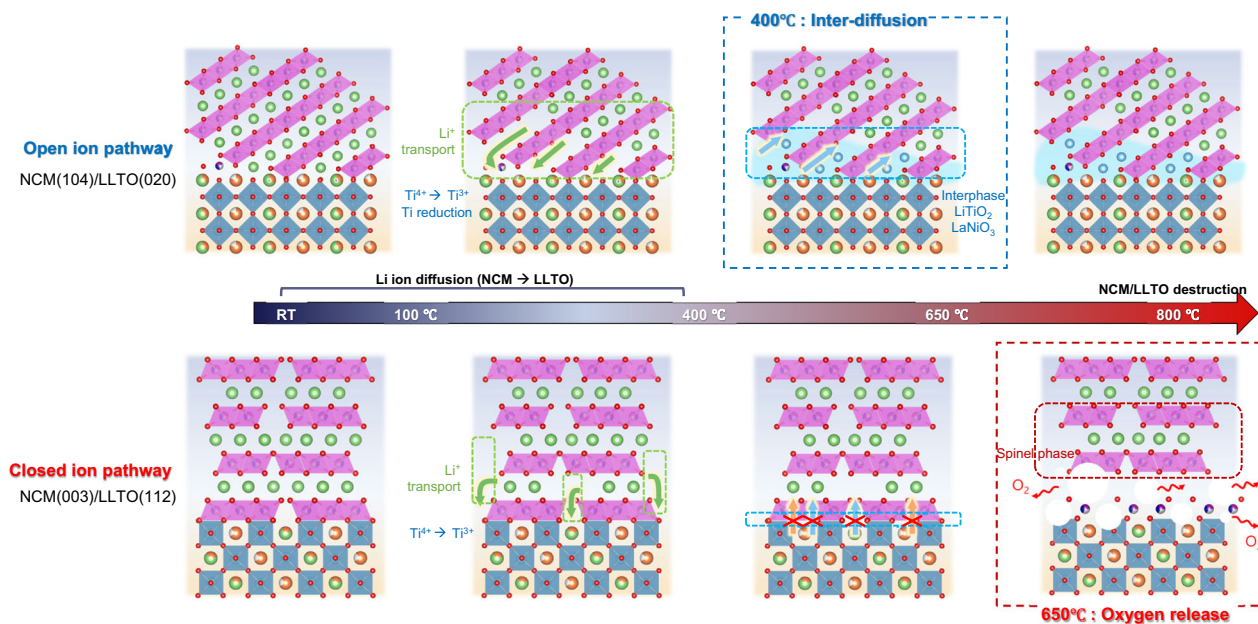 400℃ : Inter-diffusion
Open ion pathway
NCM(104)/LLTO(020)
Li⁺
transport
Ti⁴⁺ → Ti³⁺
Ti reduction
Interphase
LiTiO₂
LaNiO₃
Li ion diffusion (NCM → LLTO)
NCM/LLTO destruction
RT 100 ℃ 400 ℃ 650 ℃ 800 ℃
Closed ion pathway
NCM(003)/LLTO(112)
Li⁺
transport
Ti⁴⁺ → Ti³⁺
Spinel phase
O₂
O
650℃ : Oxygen release